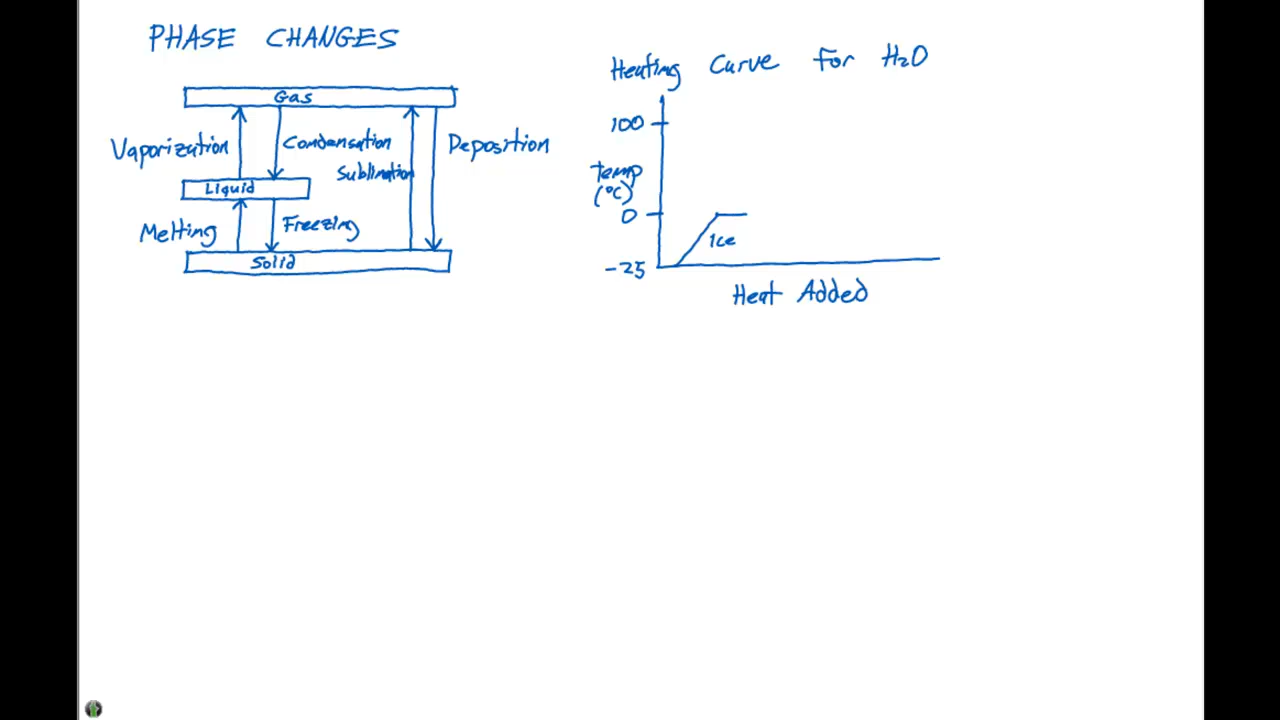 PHASE CHANGES
Gas
Vaporization
Condensation
Sublimation
Deposition
Liquid
Melting
Freezing
Solid
Heating Curve for H₂O
100
temp
(°C)
0
Ice
-25
Heat Added